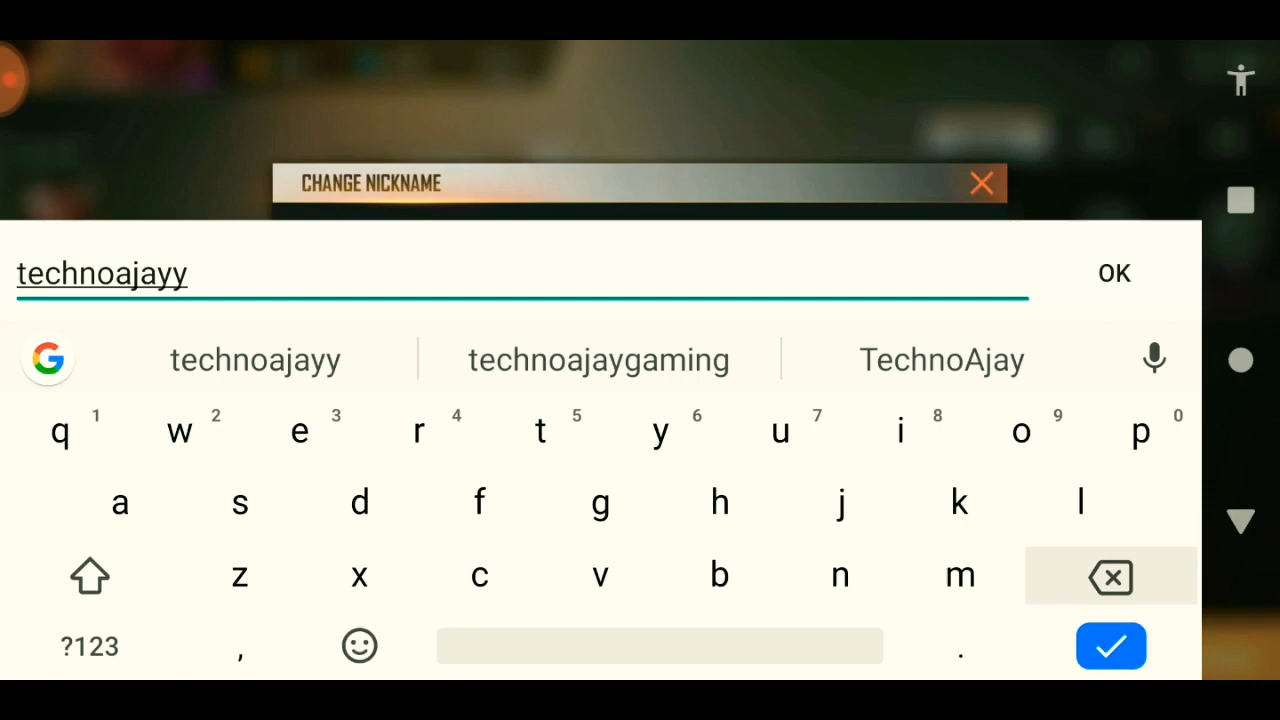 CHANGE NICKNAME
technoajayy
OK
technoajayy technoajaygaming TechnoAjay
q 1 w 2 e 3 r 4 t 5 y 6 u 7 i 8 o 9 p 0
a s d f g h j k l
z x c v b n m
?123 , .